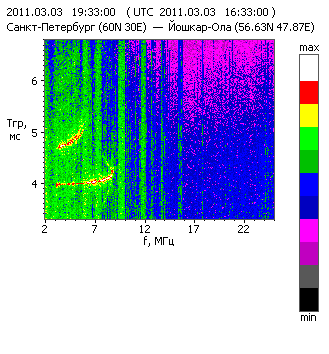 2011.03.03 19:33:00 ( UTC 2011.03.03 16:33:00 )
Санкт-Петербург (60N 30E) — Йошкар-Ола (56.63N 47.87E)
max
6
Tгр,
мс
5
4
2 7 12 17 22
f, МГц
min